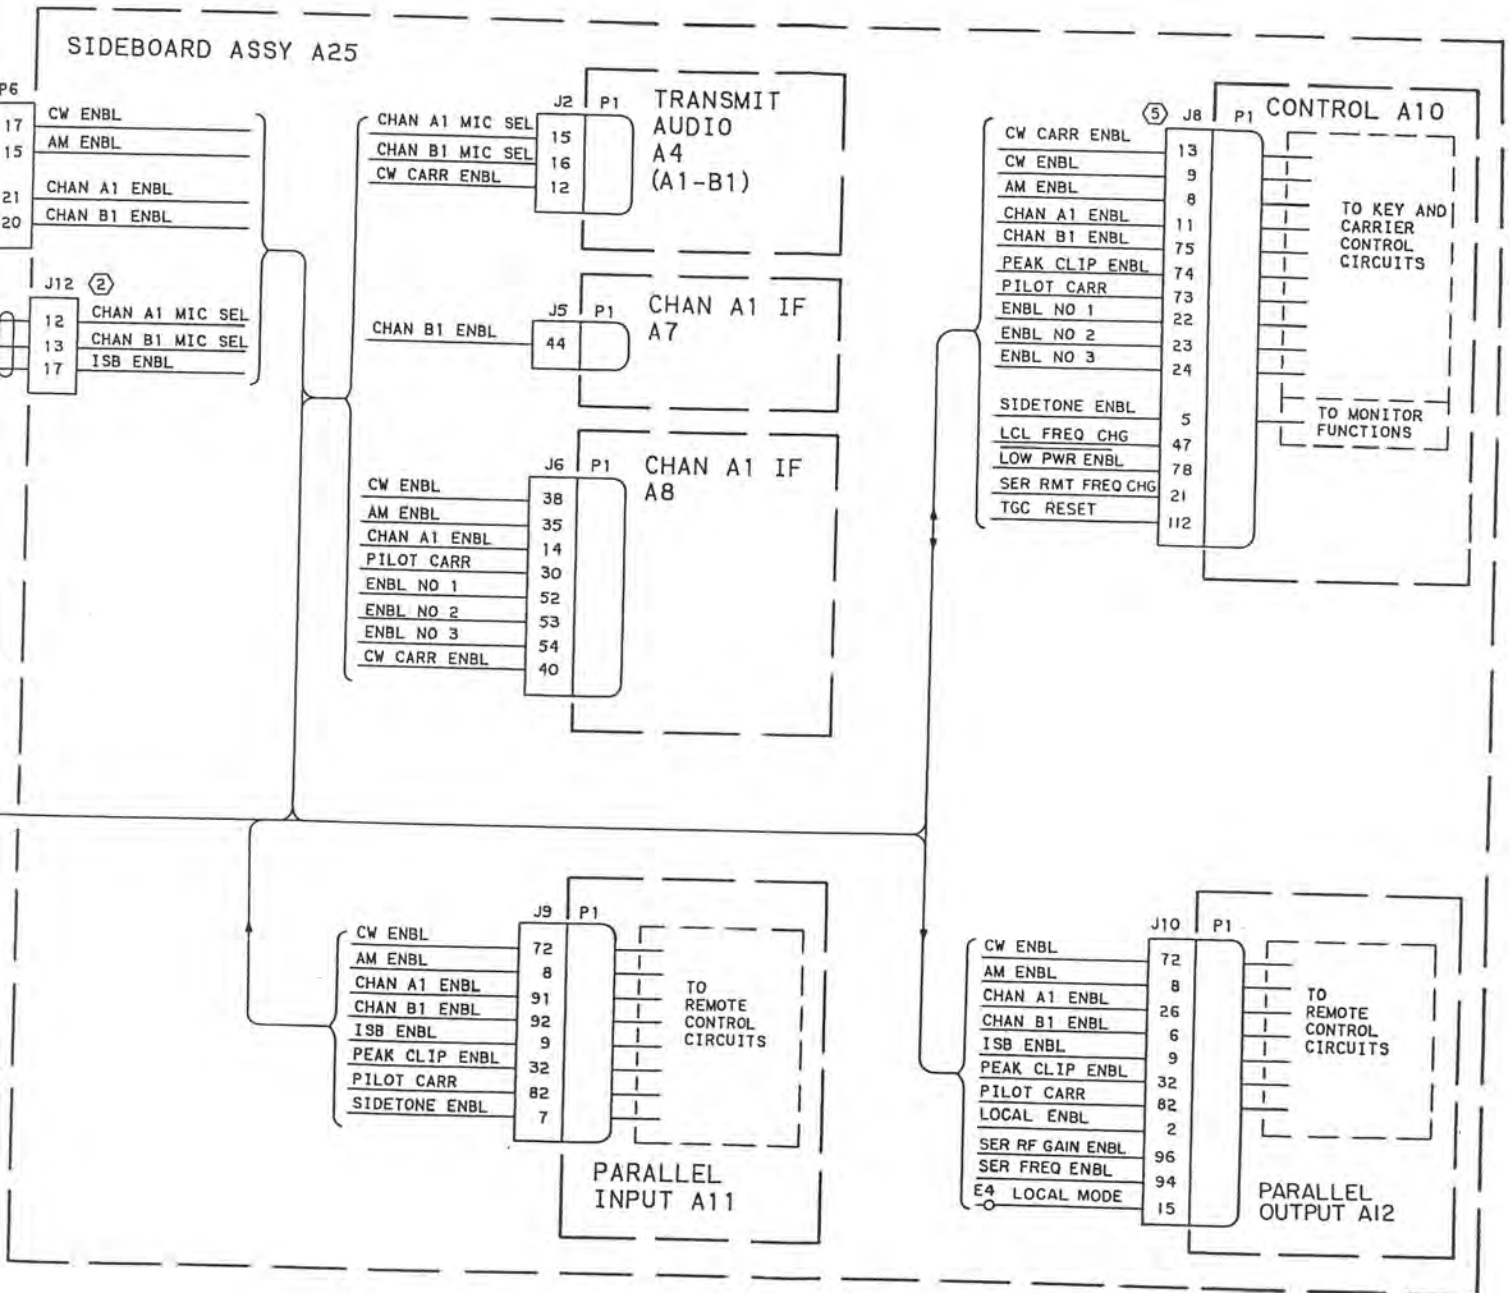 SIDEBOARD ASSY A25
P6
17 CW ENBL
15 AM ENBL
21 CHAN A1 ENBL
20 CHAN B1 ENBL
J12 2
12 CHAN A1 MIC SEL
13 CHAN B1 MIC SEL
17 ISB ENBL
J2 P1
CHAN A1 MIC SEL 15
CHAN B1 MIC SEL 16
CW CARR ENBL 12
TRANSMIT
AUDIO
A4
(A1-B1)
J5 P1
CHAN B1 ENBL 44
CHAN A1 IF
A7
J6 P1
CW ENBL 38
AM ENBL 35
CHAN A1 ENBL 14
PILOT CARR 30
ENBL NO 1 52
ENBL NO 2 53
ENBL NO 3 54
CW CARR ENBL 40
CHAN A1 IF
A8
5 J8 P1
CONTROL A10
CW CARR ENBL 13
CW ENBL 9
AM ENBL 8
CHAN A1 ENBL 11
CHAN B1 ENBL 75
PEAK CLIP ENBL 74
PILOT CARR 73
ENBL NO 1 22
ENBL NO 2 23
ENBL NO 3 24
SIDETONE ENBL 5
LCL FREQ CHG 47
LOW PWR ENBL 78
SER RMT FREQ CHG 21
TGC RESET 112
TO KEY AND
CARRIER
CONTROL
CIRCUITS
TO MONITOR
FUNCTIONS
J9 P1
CW ENBL 72
AM ENBL 8
CHAN A1 ENBL 91
CHAN B1 ENBL 92
ISB ENBL 9
PEAK CLIP ENBL 32
PILOT CARR 82
SIDETONE ENBL 7
TO
REMOTE
CONTROL
CIRCUITS
PARALLEL
INPUT A11
J10 P1
CW ENBL 72
AM ENBL 8
CHAN A1 ENBL 26
CHAN B1 ENBL 6
ISB ENBL 9
PEAK CLIP ENBL 32
PILOT CARR 82
LOCAL ENBL 2
SER RF GAIN ENBL 96
SER FREQ ENBL 94
E4 LOCAL MODE 15
TO
REMOTE
CONTROL
CIRCUITS
PARALLEL
OUTPUT A12